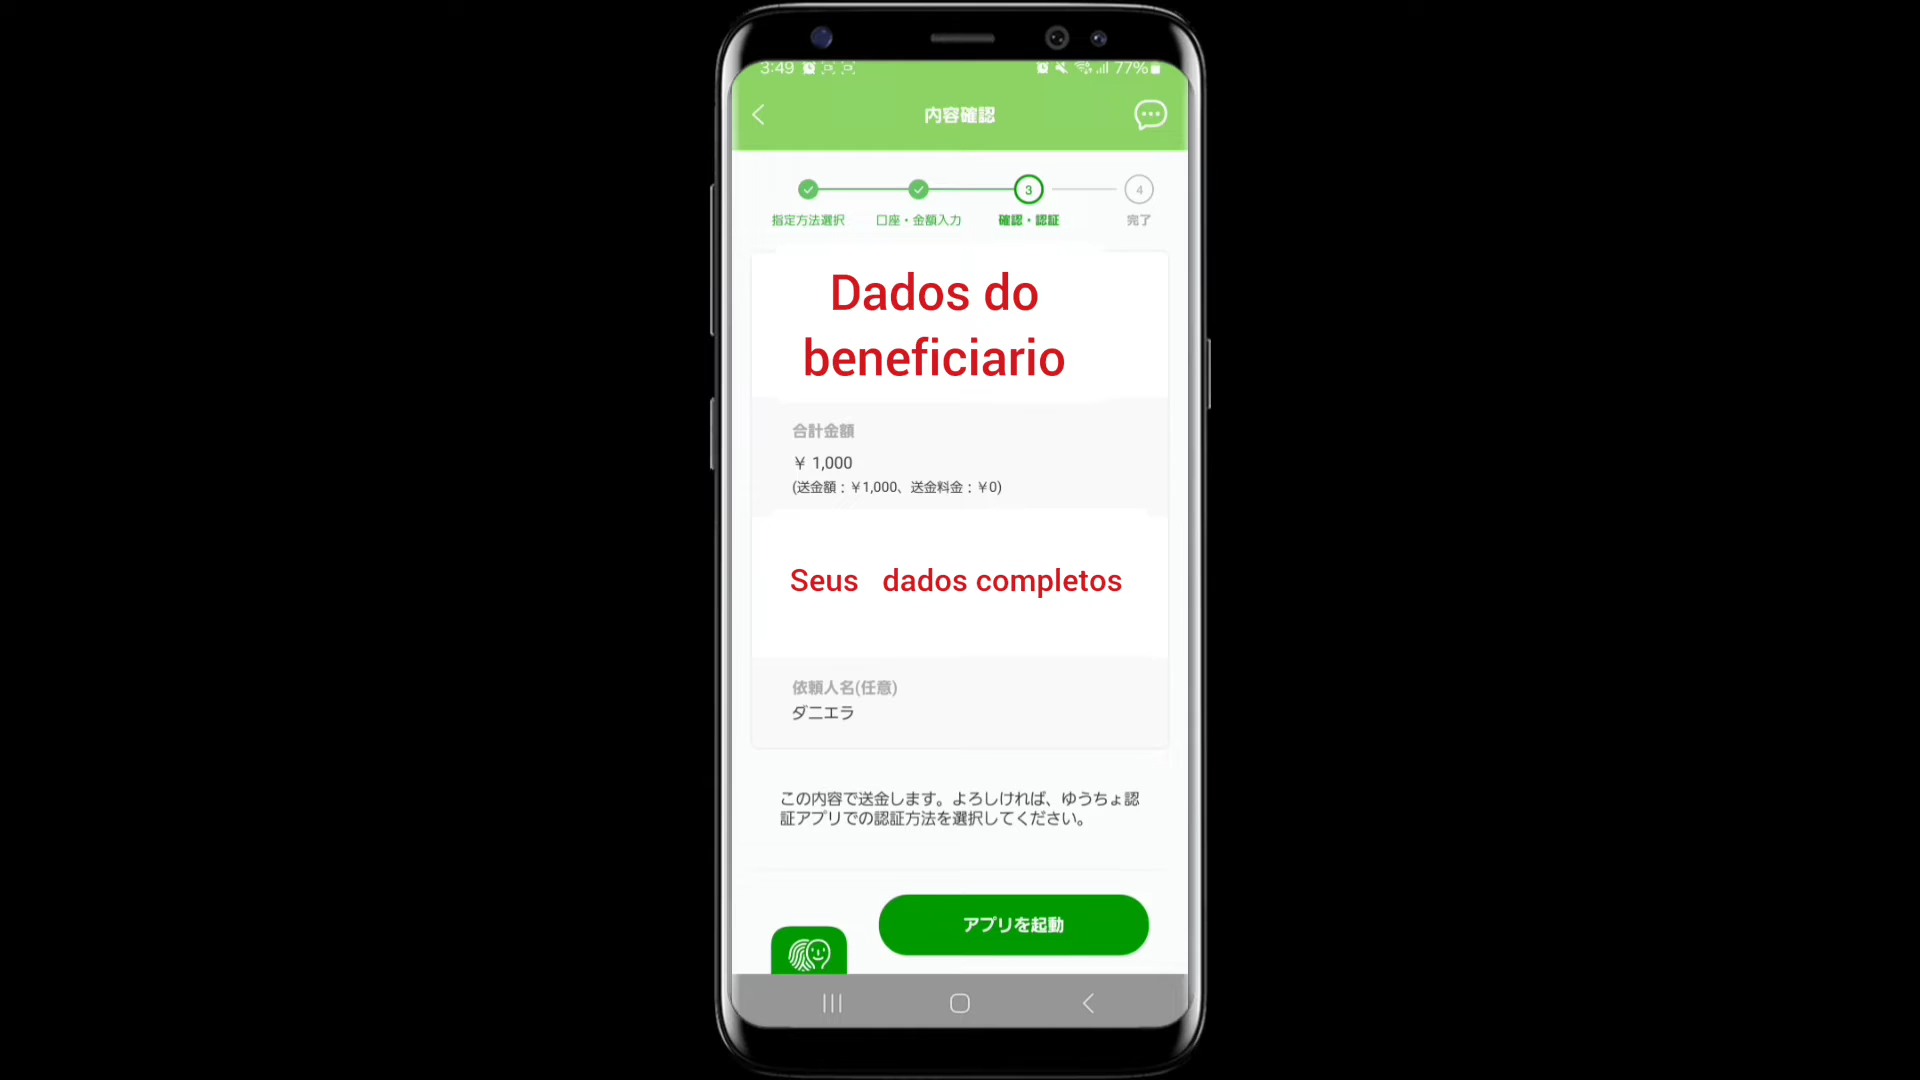 3:49
77%
内容確認
3
4
指定方法選択
口座・金額入力
確認・認証
完了
Dados do
beneficiario
合計金額
¥ 1,000
(送金額：¥1,000、送金料金：¥0)
Seus dados completos
依頼人名(任意)
ダニエラ
この内容で送金します。よろしければ、ゆうちょ認
証アプリでの認証方法を選択してください。
アプリを起動